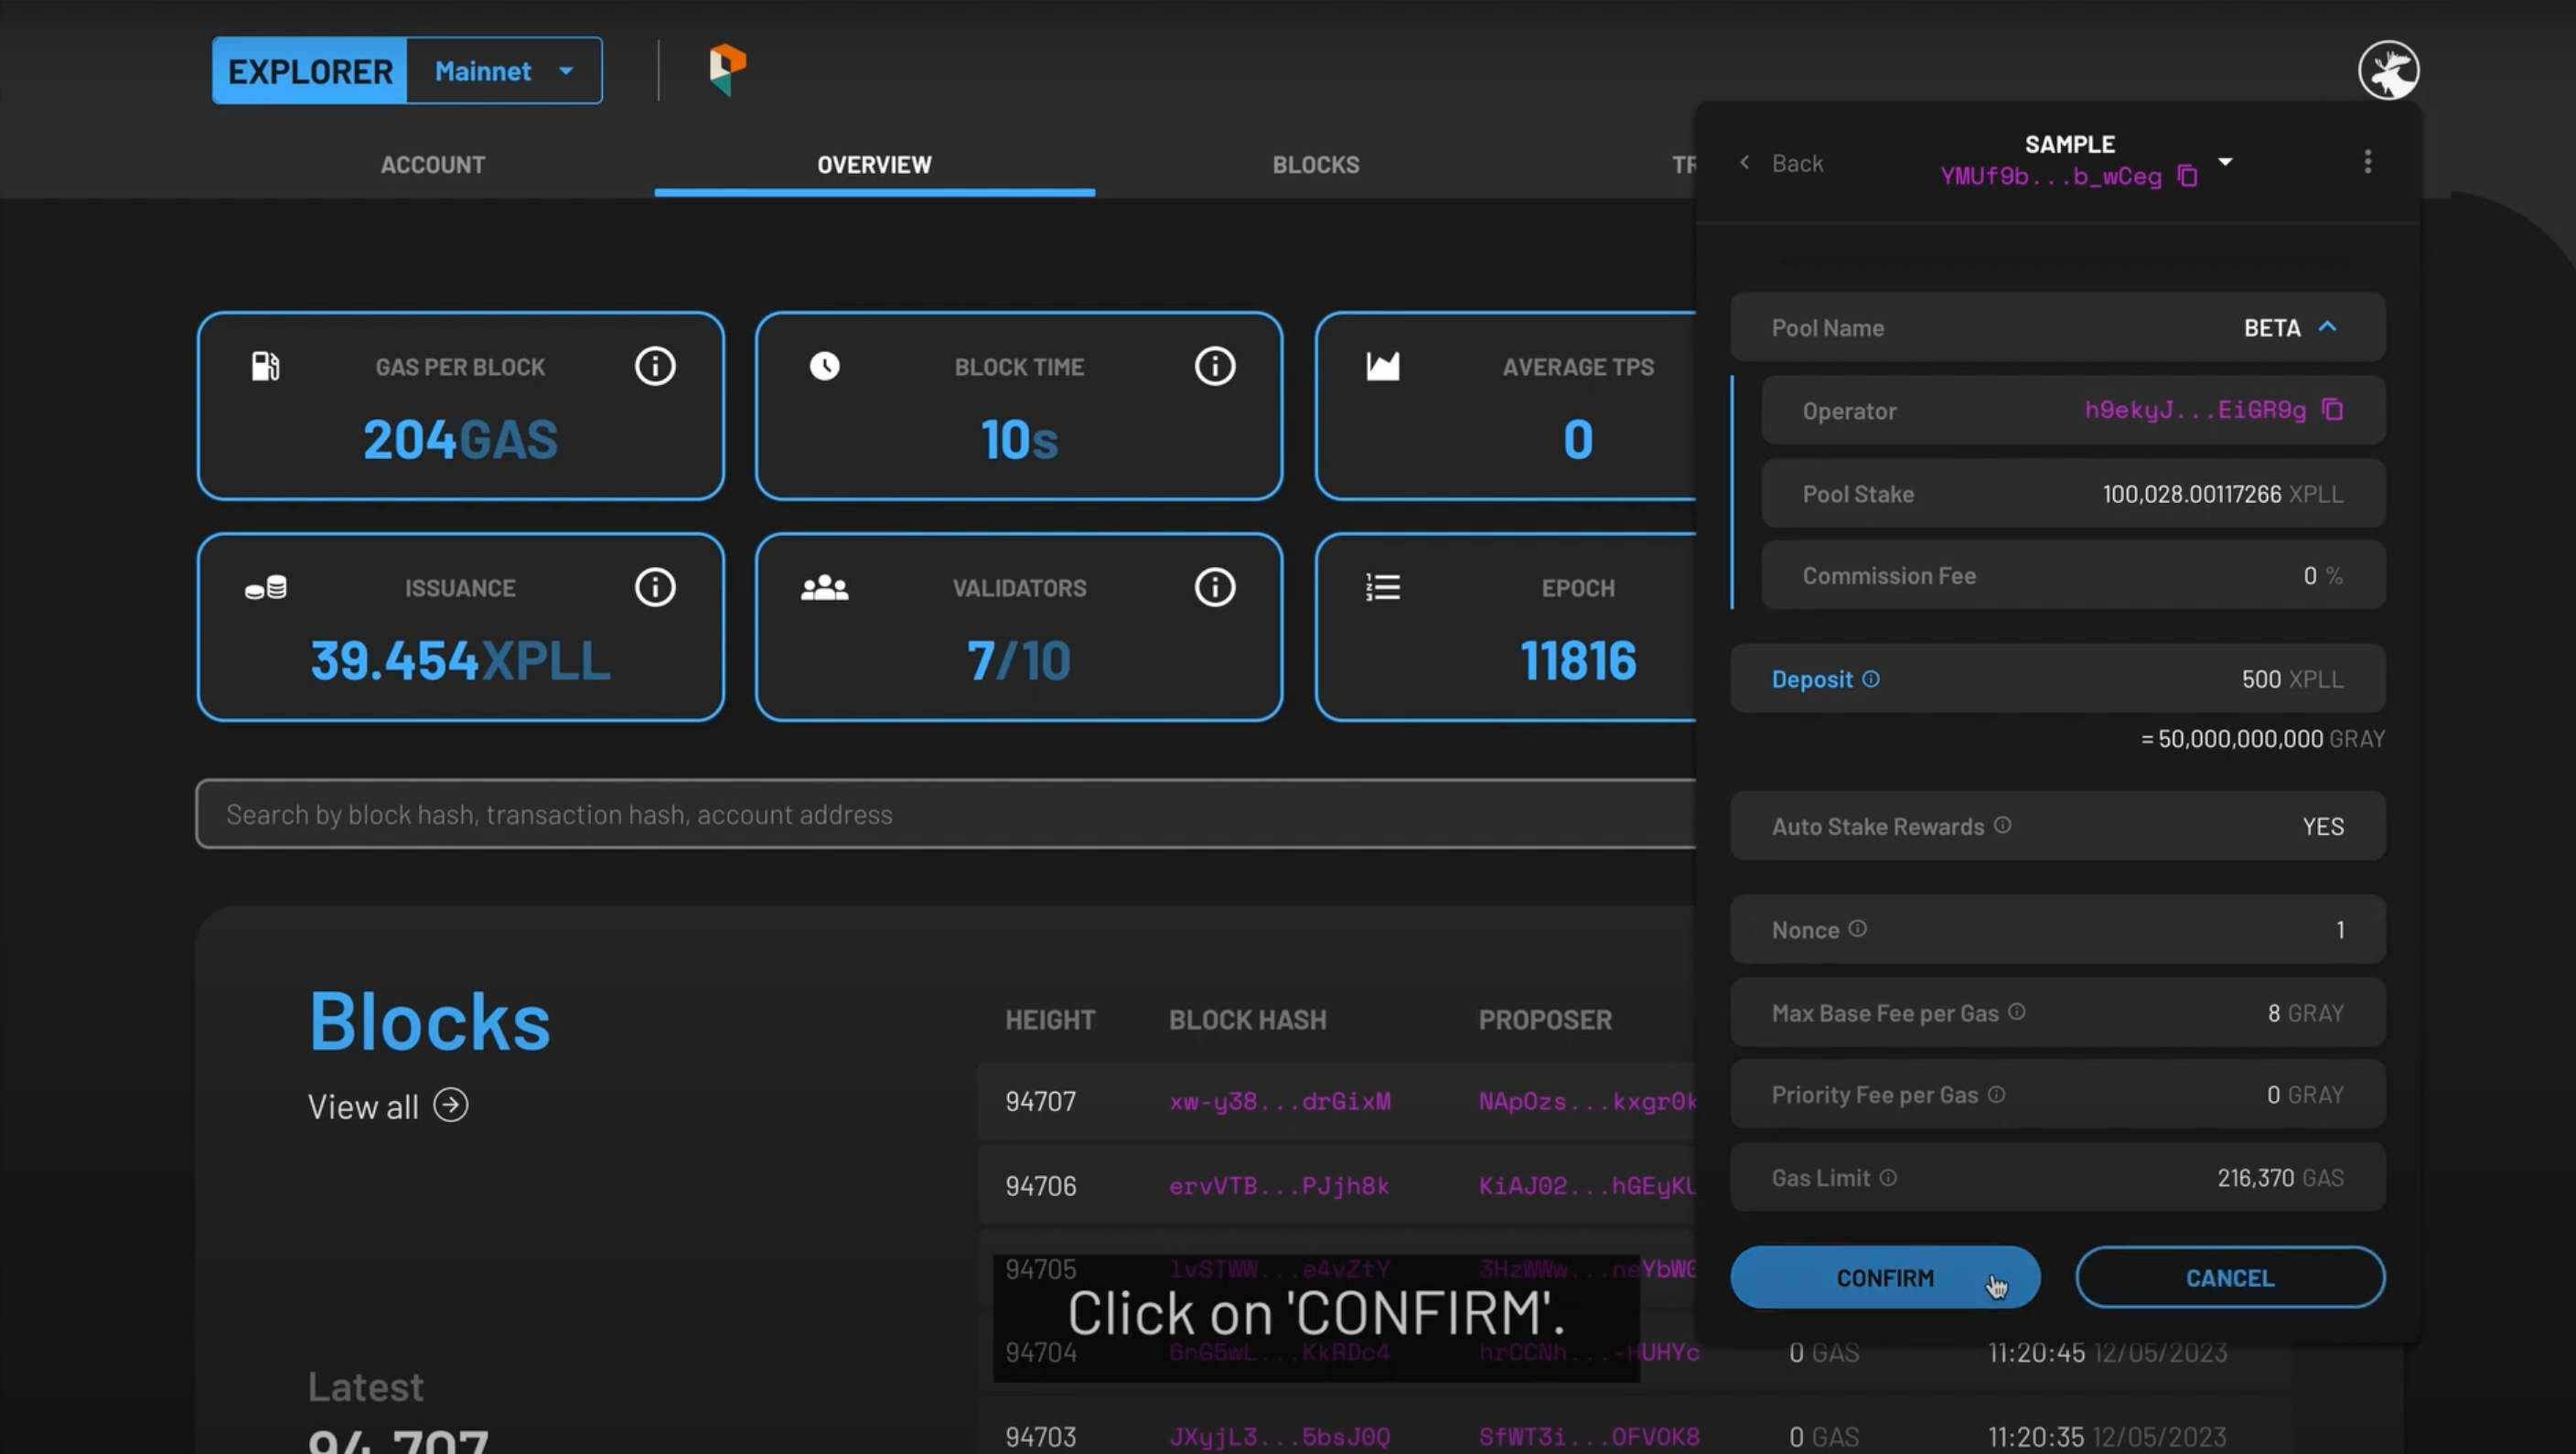 EXPLORER Mainnet
ACCOUNT OVERVIEW BLOCKS TR
GAS PER BLOCK
204GAS
BLOCK TIME
10s
AVERAGE TPS
0
ISSUANCE
39.454XPLL
VALIDATORS
7/10
EPOCH
11816
Search by block hash, transaction hash, account address
Blocks
View all
Latest
94,707
HEIGHT BLOCK HASH PROPOSER
94707 xw-y38...drGixM NApOzs...kxgr0k
94706 ervVTB...PJjh8k KiAJ02...hGEyKU
94705 lvSTWW...e4vZtY 3HzWWw...neYbWG
94704 6nG5wL...KkRDc4 hrCCNh...-HUHYc 0 GAS 11:20:45 12/05/2023
94703 JXyjL3...5bsJ0Q SfWT3i...OFVOK8 0 GAS 11:20:35 12/05/2023
Click on 'CONFIRM'.
Back
SAMPLE
YMUf9b...b_wCeg
Pool Name BETA
Operator h9ekyJ...EiGR9g
Pool Stake 100,028.00117266 XPLL
Commission Fee 0 %
Deposit 500 XPLL
= 50,000,000,000 GRAY
Auto Stake Rewards YES
Nonce 1
Max Base Fee per Gas 8 GRAY
Priority Fee per Gas 0 GRAY
Gas Limit 216,370 GAS
CONFIRM CANCEL